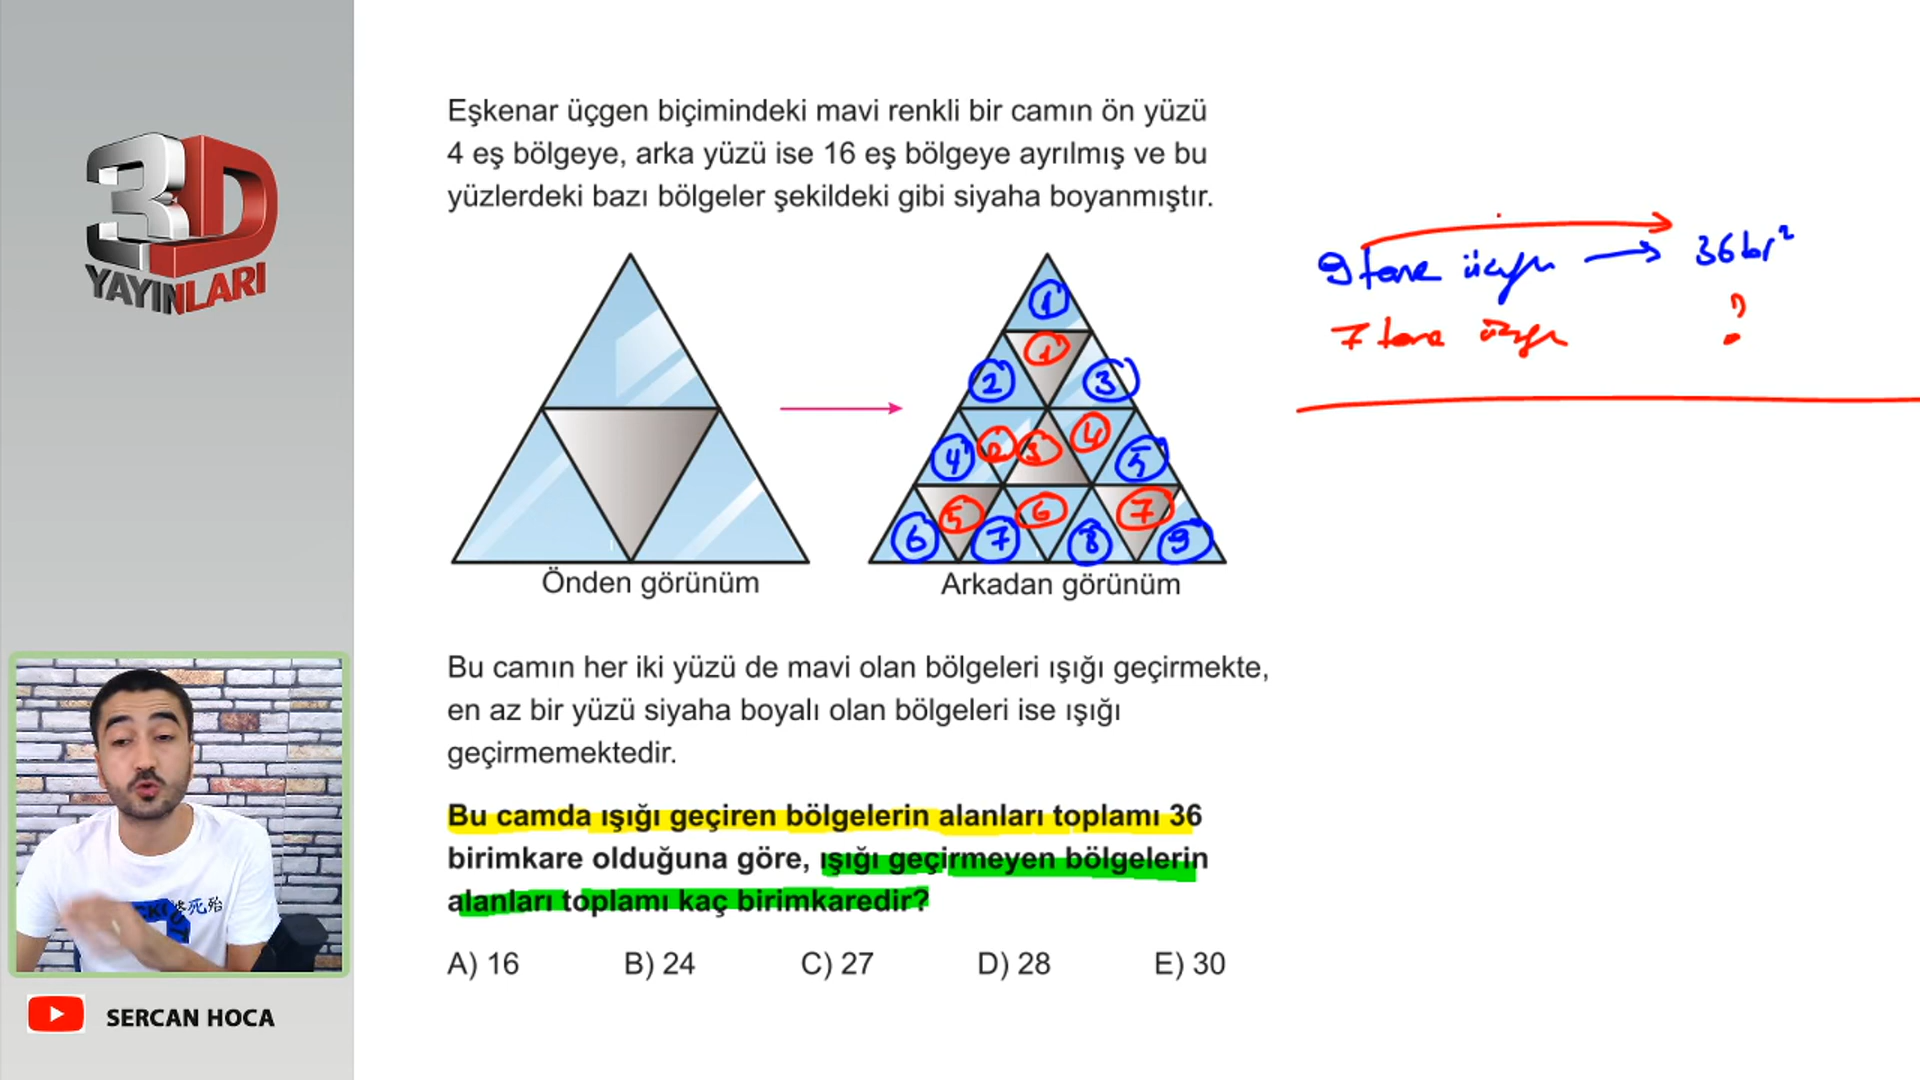 3D
YAYINLARI
Eşkenar üçgen biçimindeki mavi renkli bir camın ön yüzü
4 eş bölgeye, arka yüzü ise 16 eş bölgeye ayrılmış ve bu
yüzlerdeki bazı bölgeler şekildeki gibi siyaha boyanmıştır.
9 tane üçgen → 36 br²
7 tane üçgen ?
1
1
2 3
4 2 3 4 5
6 5 7 6 8 7 9
Önden görünüm
Arkadan görünüm
Bu camın her iki yüzü de mavi olan bölgeleri ışığı geçirmekte,
en az bir yüzü siyaha boyalı olan bölgeleri ise ışığı
geçirmemektedir.
Bu camda ışığı geçiren bölgelerin alanları toplamı 36
birimkare olduğuna göre, ışığı geçirmeyen bölgelerin
alanları toplamı kaç birimkaredir?
A) 16 B) 24 C) 27 D) 28 E) 30
SERCAN HOCA